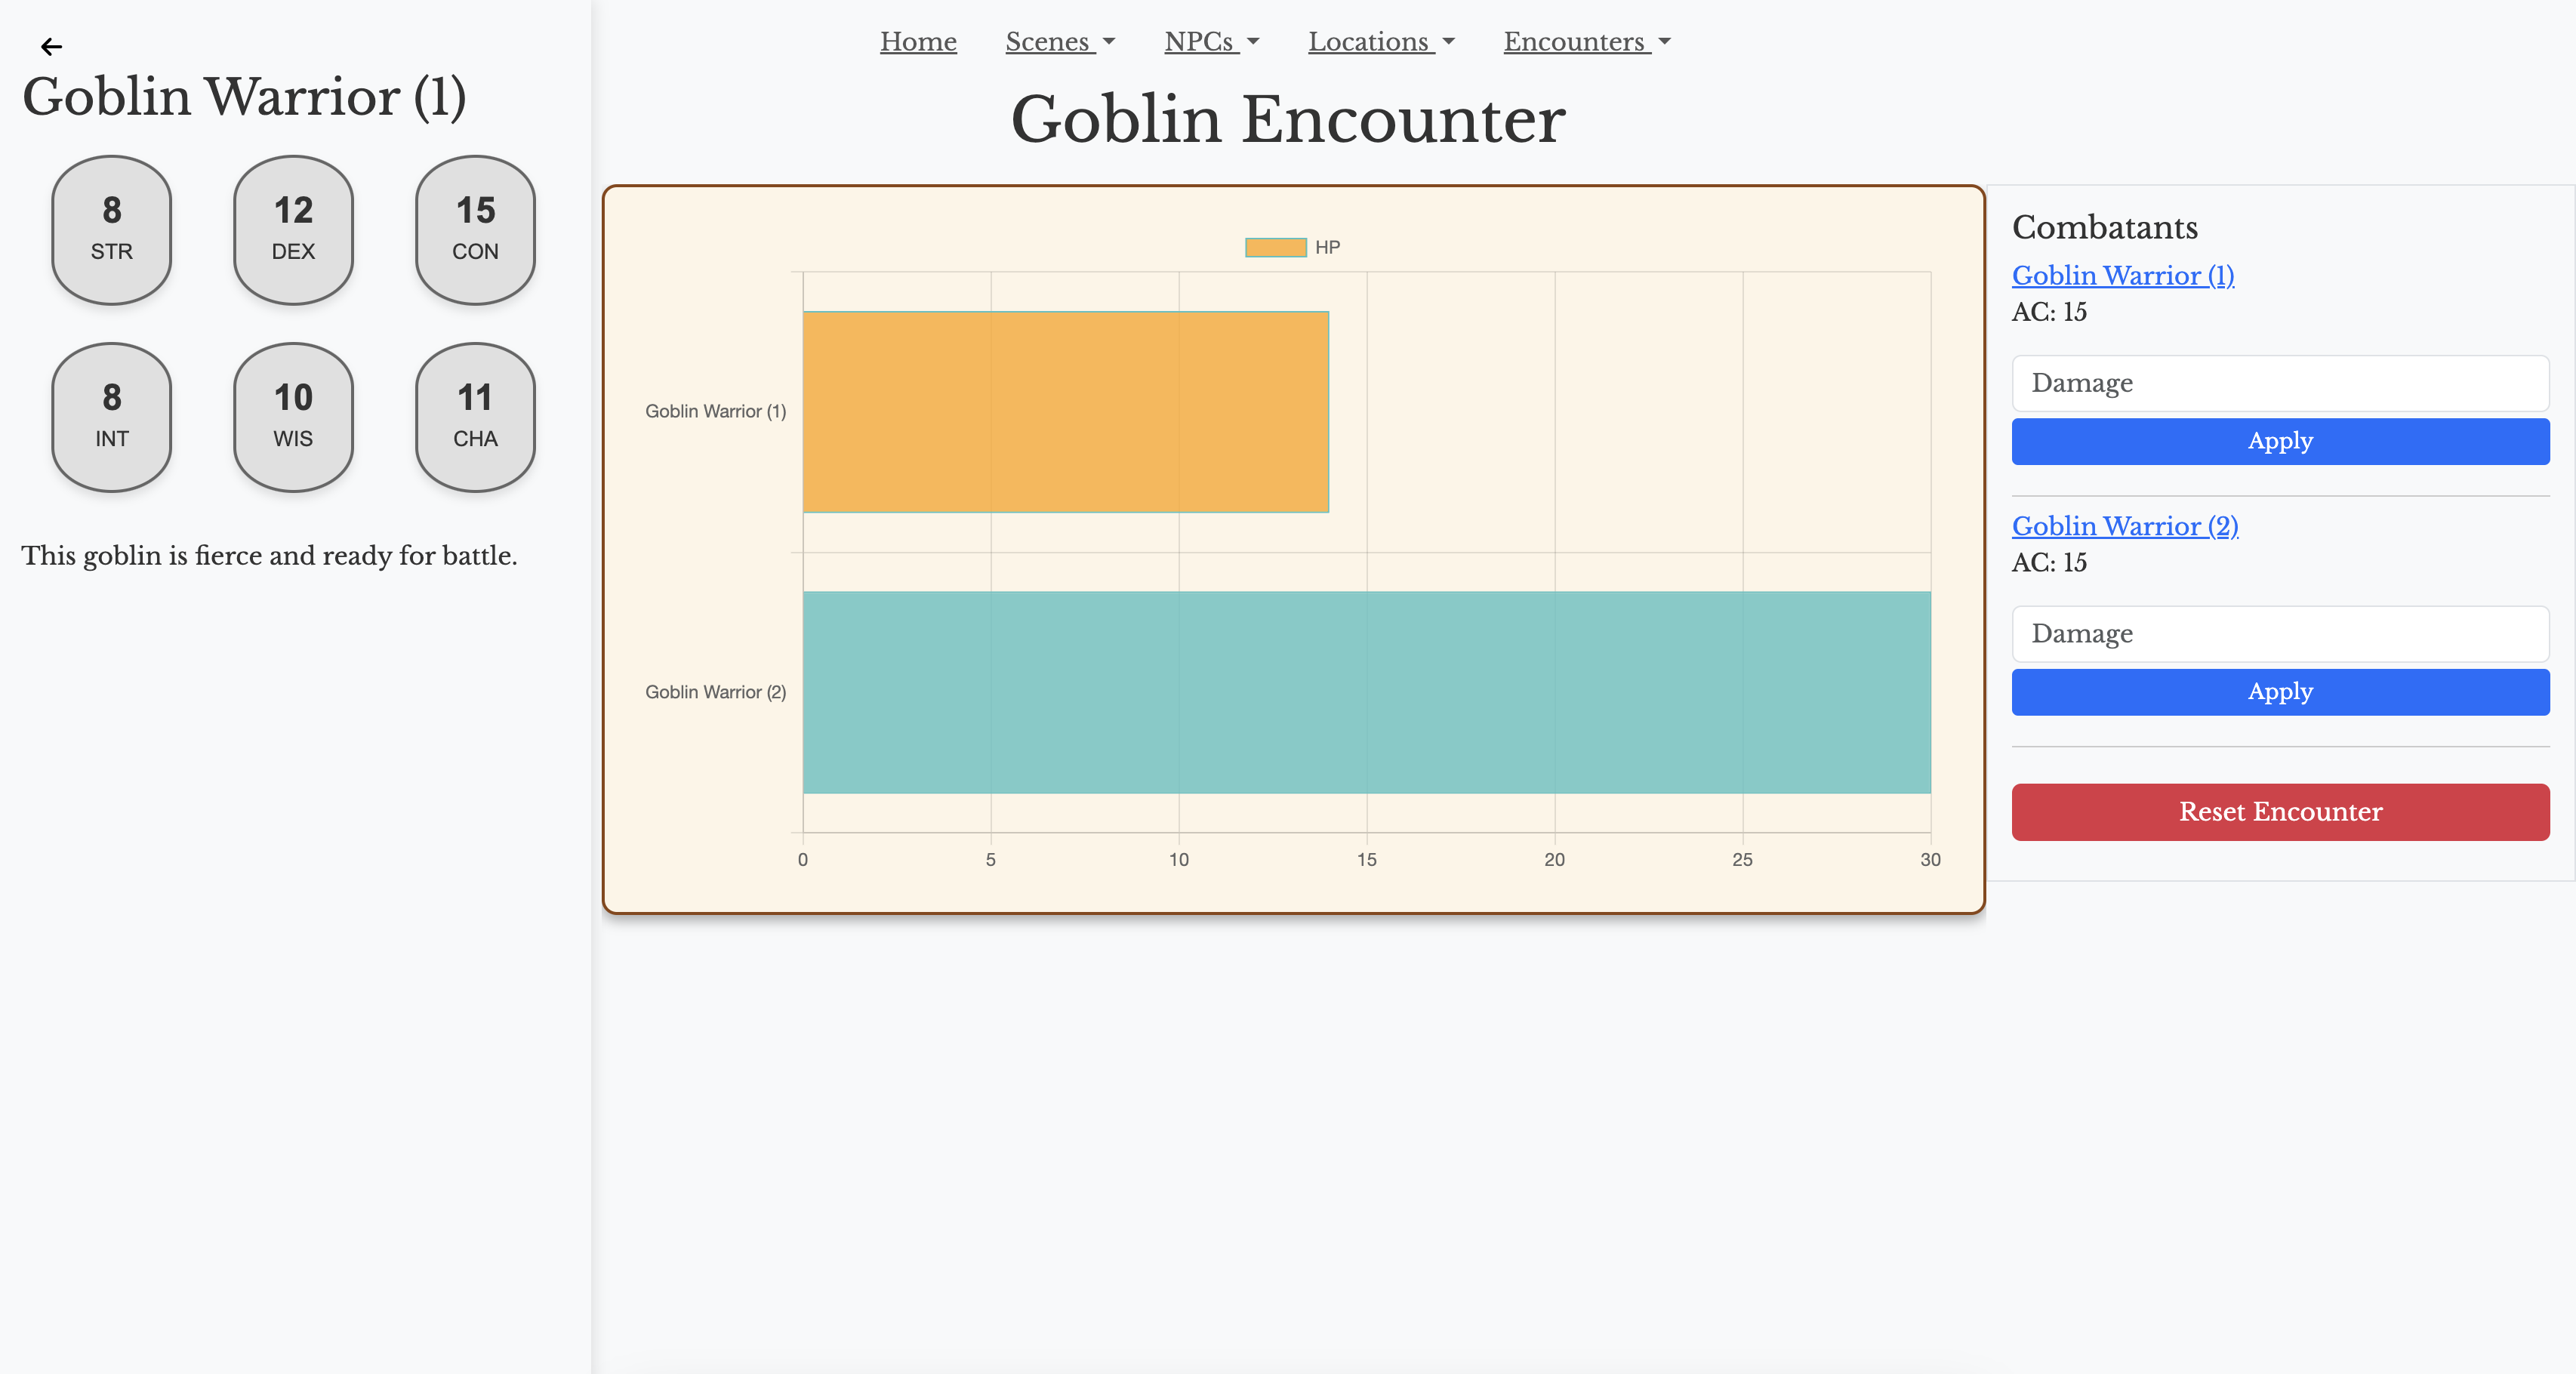 Goblin Warrior (1)
8
STR
12
DEX
15
CON
8
INT
10
WIS
11
CHA
This goblin is fierce and ready for battle.
Home Scenes NPCs Locations Encounters
Goblin Encounter
HP
Goblin Warrior (1)
Goblin Warrior (2)
0 5 10 15 20 25 30
Combatants
Goblin Warrior (1)
AC: 15
Damage
Apply
Goblin Warrior (2)
AC: 15
Damage
Apply
Reset Encounter